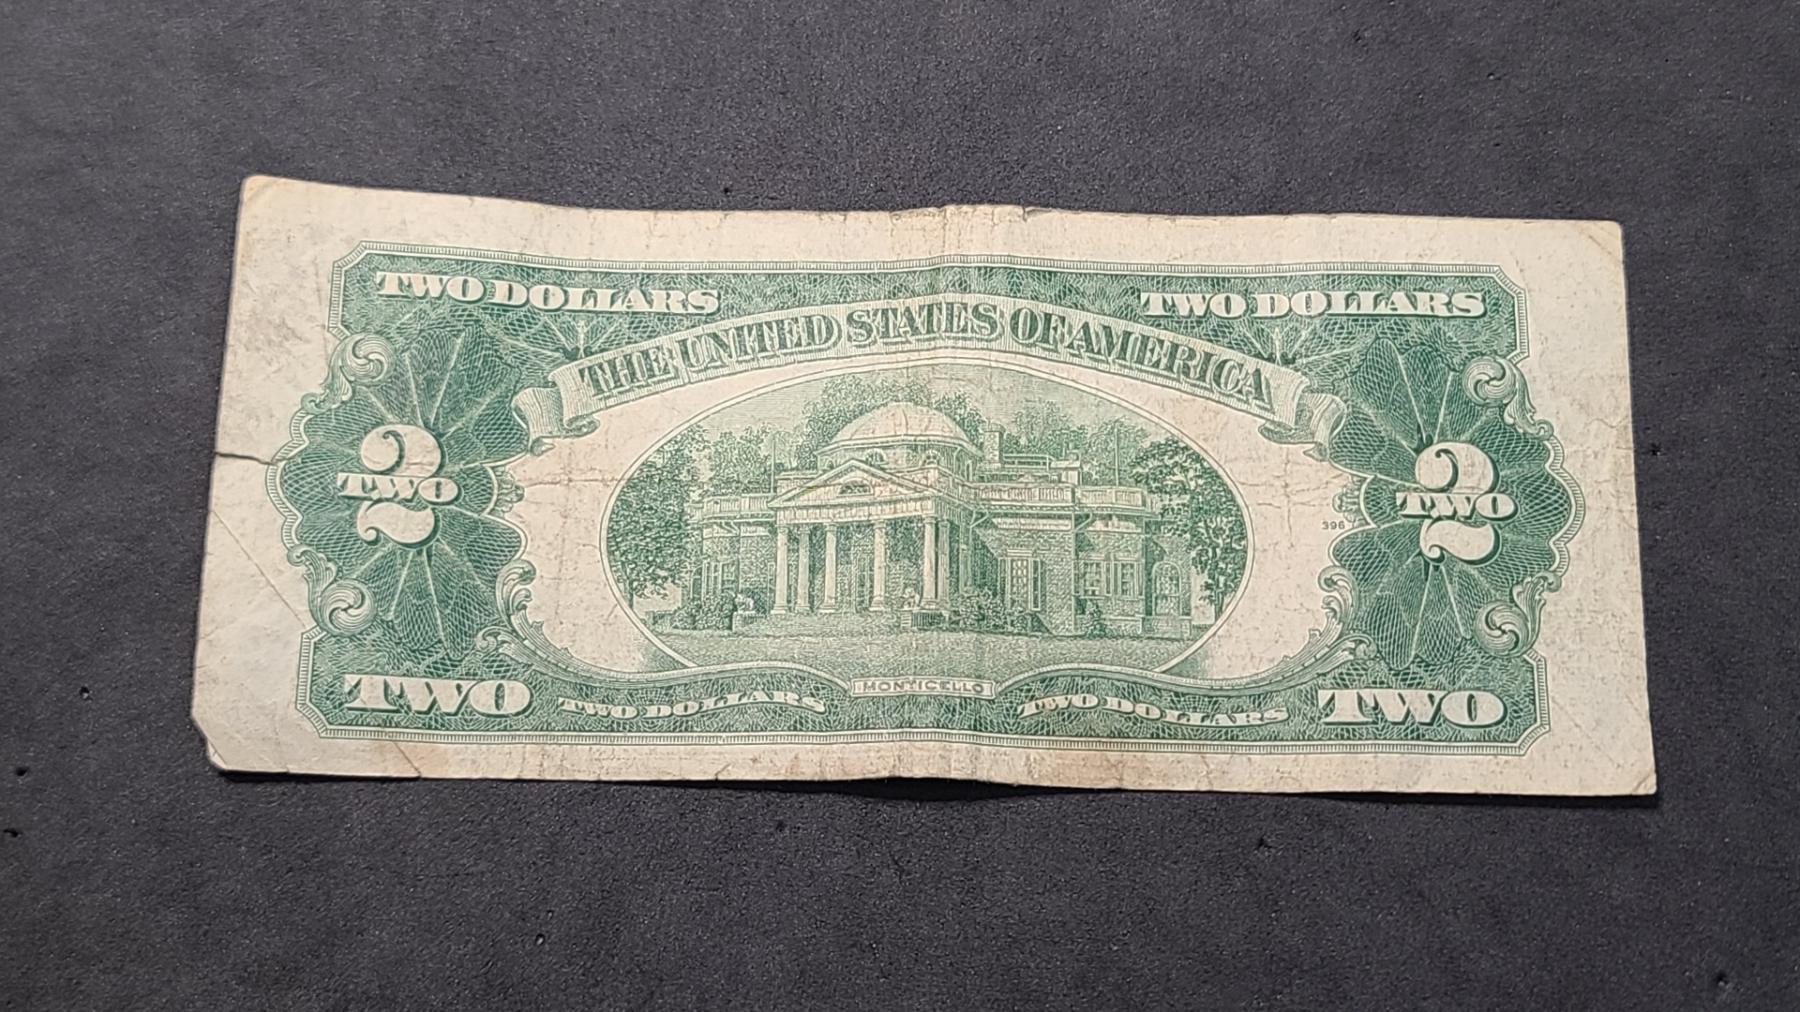 TWO DOLLARS
TWO DOLLARS
THE UNITED STATES OF AMERICA
2
TWO
2
TWO
396
MONTICELLO
TWO
TWO DOLLARS
TWO DOLLARS
TWO